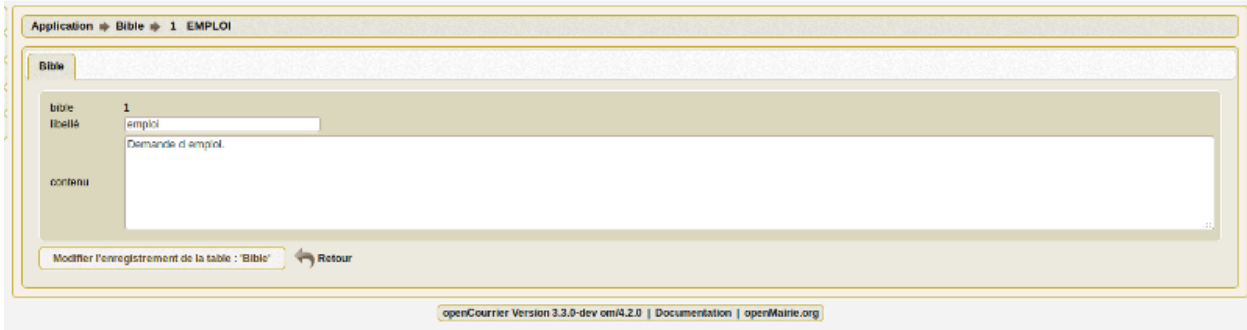 Application Bible 1 EMPLOI
Bible
bible 1
libellé emploi
Demande d emploi.
contenu
Modifier l'enregistrement de la table : 'Bible' Retour
openCourrier Version 3.3.0-dev om/4.2.0 | Documentation | openMairie.org